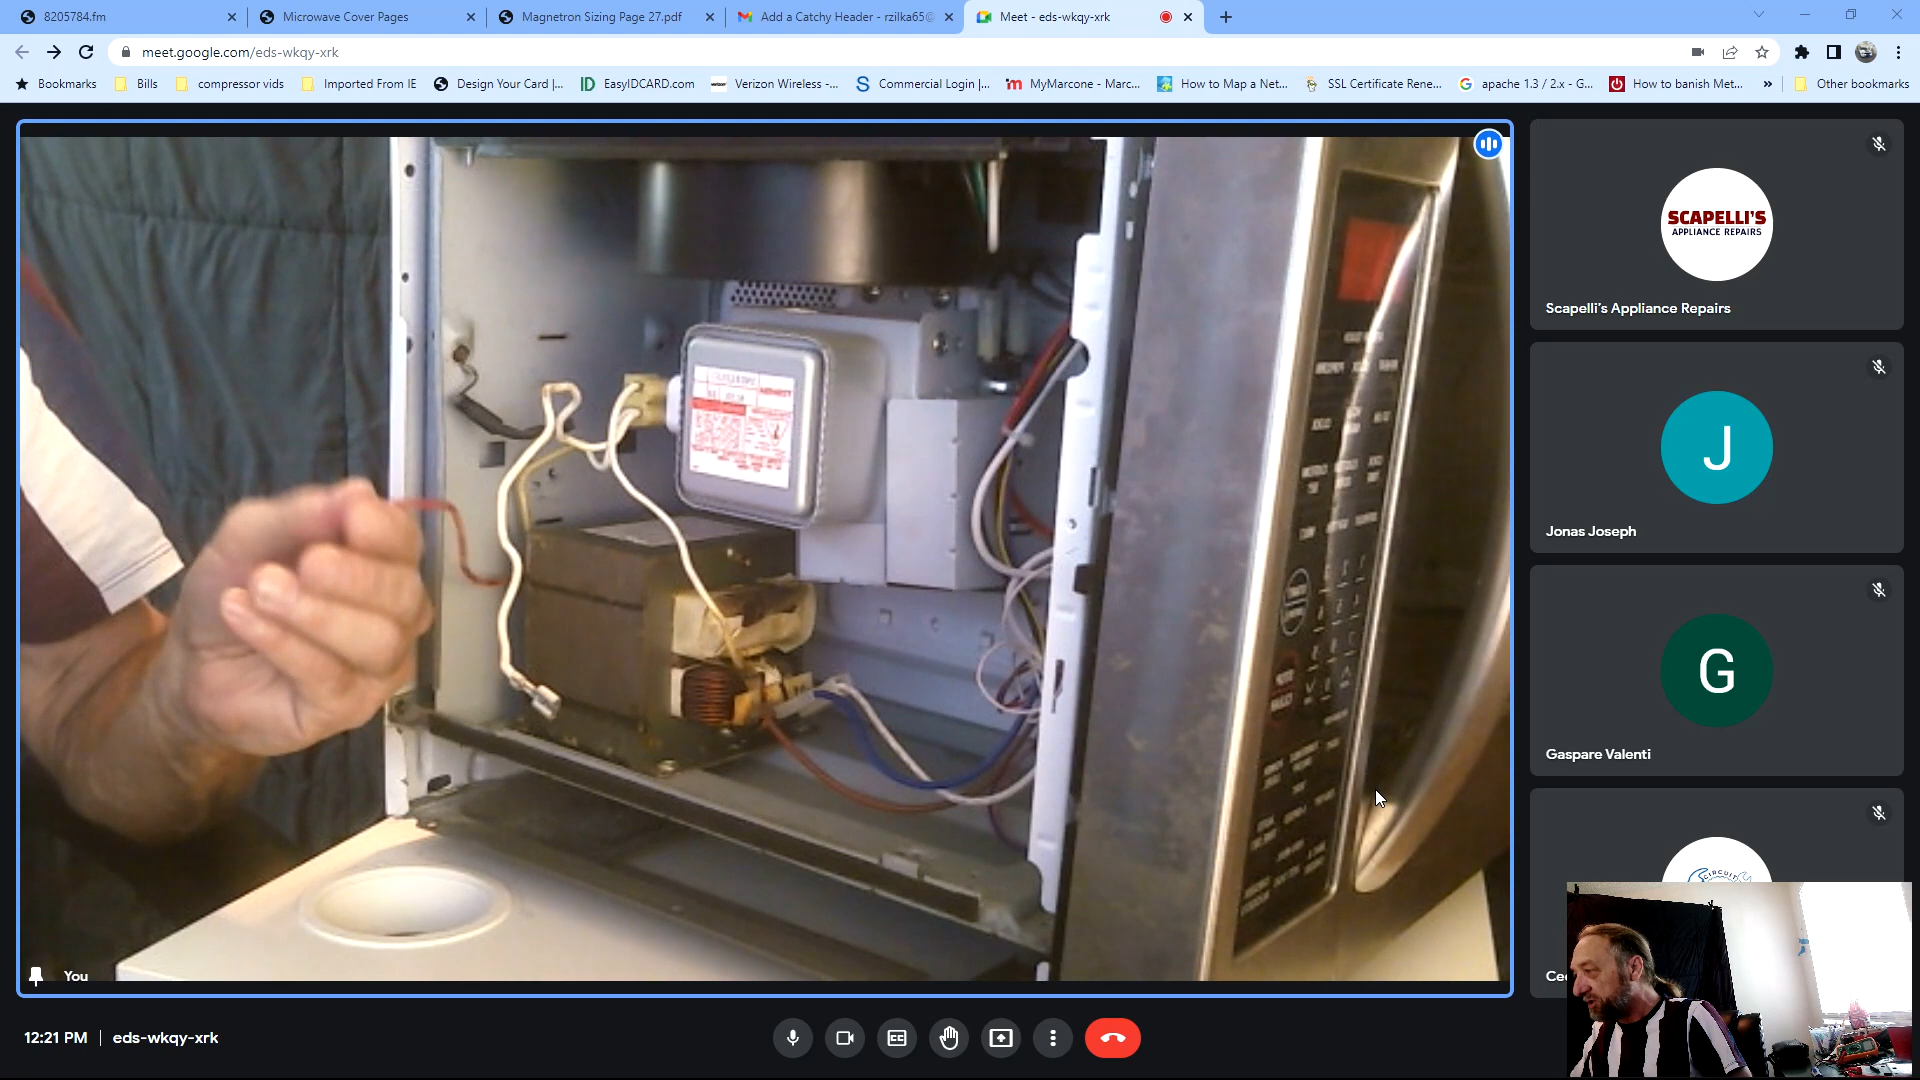 8205784.fm
Microwave Cover Pages
Magnetron Sizing Page 27.pdf
Add a Catchy Header - rzilka65@
Meet - eds-wkqy-xrk
meet.google.com/eds-wkqy-xrk
Bookmarks
Bills
compressor vids
Imported From IE
Design Your Card |...
EasyIDCARD.com
Verizon Wireless -...
Commercial Login |...
MyMarcone - Marc...
How to Map a Net...
SSL Certificate Rene...
apache 1.3 / 2.x - G...
How to banish Met...
Other bookmarks
SCAPELLI'S
APPLIANCE REPAIRS
Scapelli's Appliance Repairs
J
Jonas Joseph
G
Gaspare Valenti
CIRCUIT
Ce
You
12:21 PM | eds-wkqy-xrk